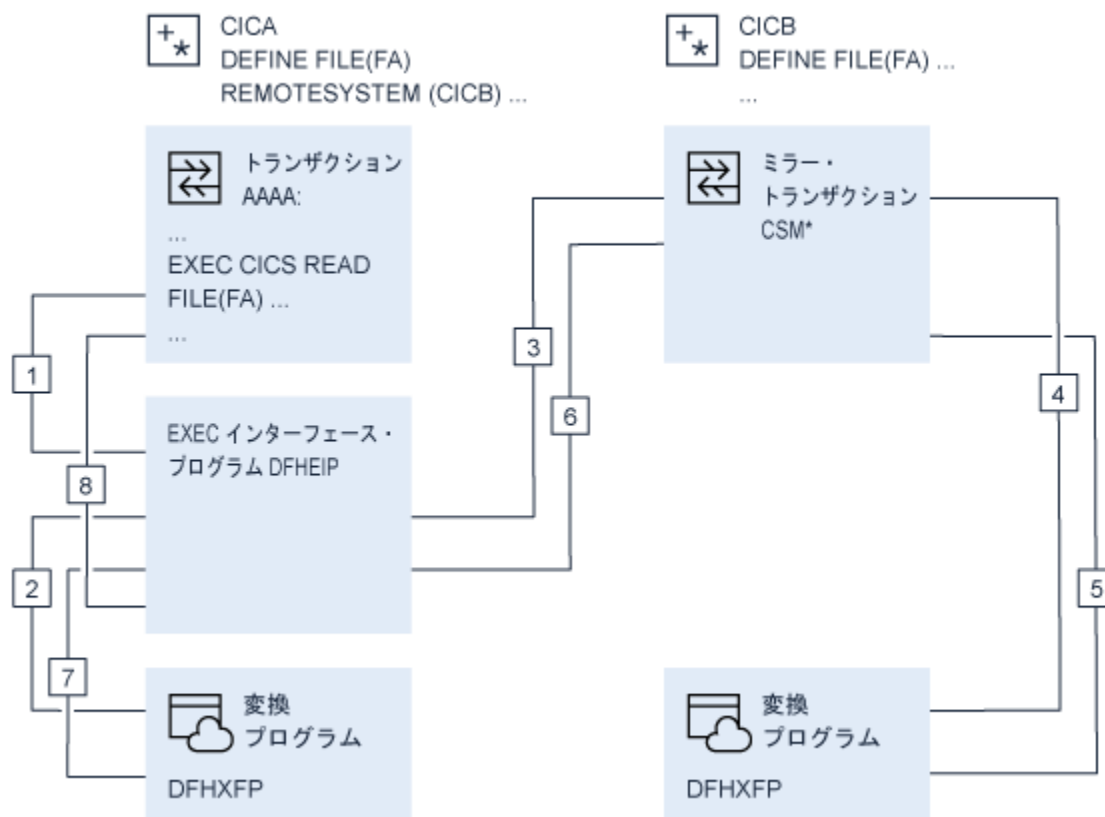 CICA
DEFINE FILE(FA)
REMOTESYSTEM (CICB) ...
CICB
DEFINE FILE(FA) ...
...
トランザクション
AAAA:
...
EXEC CICS READ
FILE(FA) ...
...
ミラー・
トランザクション
CSM*
1
3
4
6
EXEC インターフェース・
プログラム DFHEIP
8
2
5
7
変換
プログラム
DFHXFP
変換
プログラム
DFHXFP